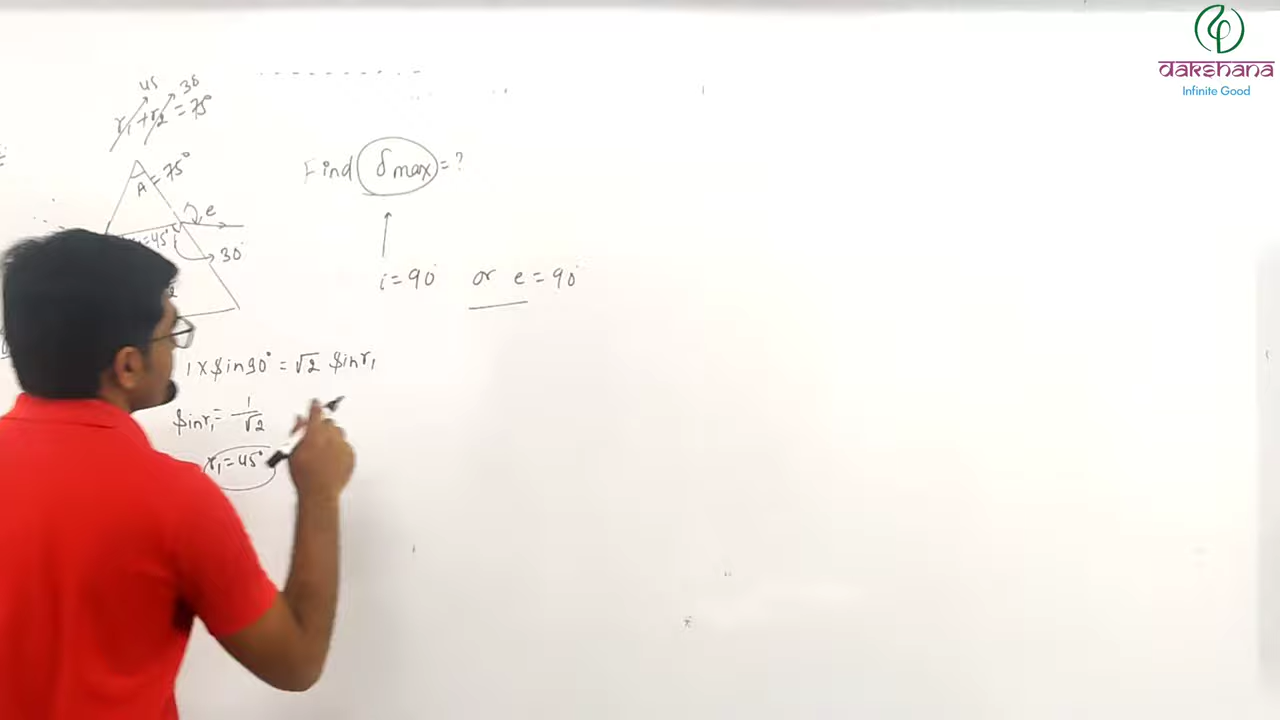 45 30
r₁ + r₂ = 75°
A = 75°
e
=45°
30°
Find δmax = ?
i = 90° or e = 90°
1 x Sin90° = √2 Sinr₁
Sinr₁ = 1/√2
r₁ = 45°
dakshana
Infinite Good